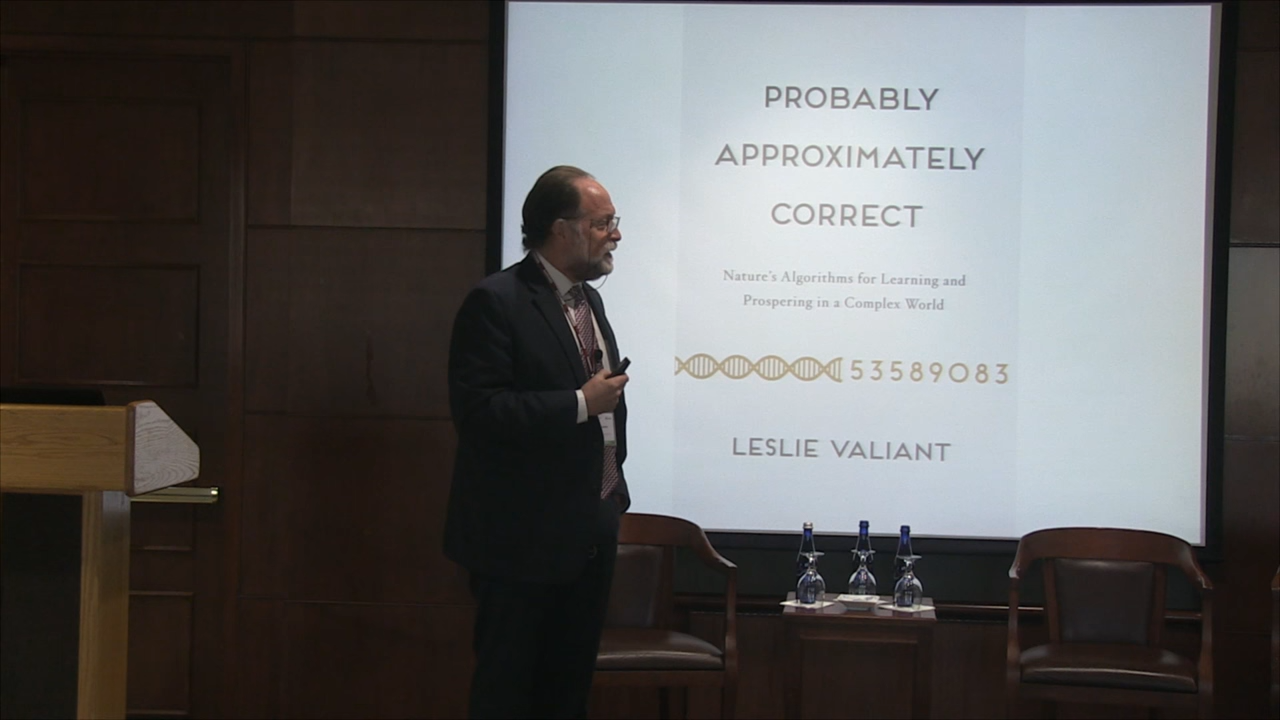 PROBABLY
APPROXIMATELY
CORRECT
Nature's Algorithms for Learning and
Prospering in a Complex World
53589083
LESLIE VALIANT